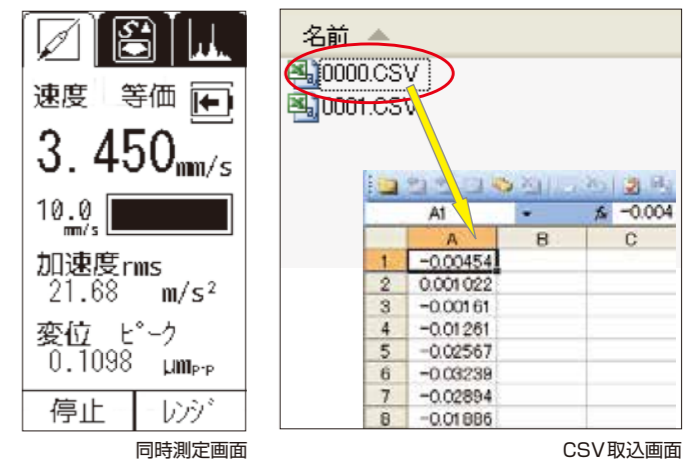 速度 等価
3.450mm/s
10.0
mm/s
加速度rms
21.68 m/s²
変位 ピーク
0.1098 μmP-P
停止 レンジ
同時測定画面
名前
0000.CSV
0001.CSV
A1 fx -0.004
A B C
1 -0.00454
2 0.001022
3 -0.00161
4 -0.01261
5 -0.02567
6 -0.03239
7 -0.02894
8 -0.01886
CSV取込画面